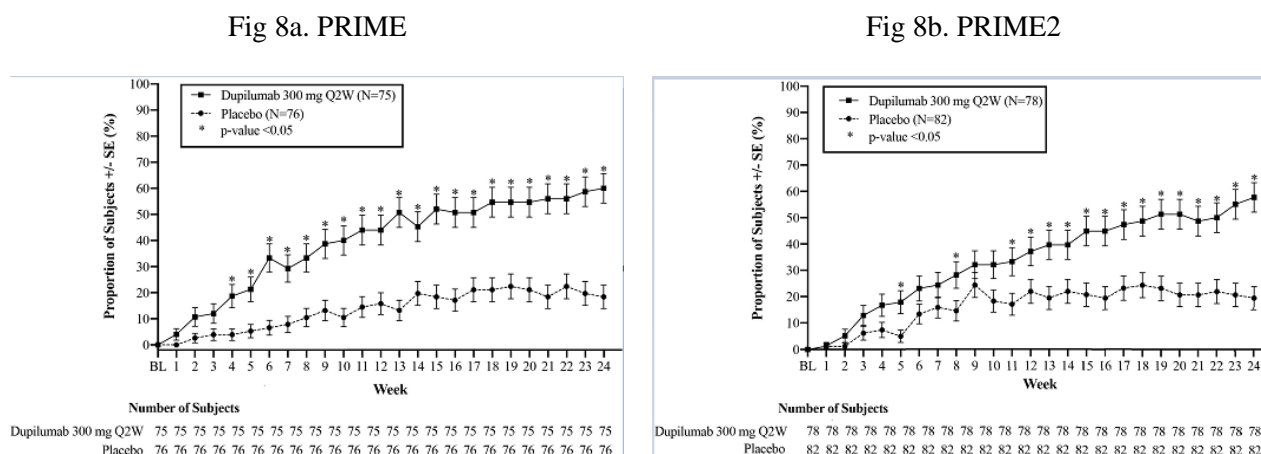 Fig 8a. PRIME
Proportion of Subjects +/- SE (%)
100
90
80
70
60
50
40
30
20
10
0
Dupilumab 300 mg Q2W (N=75)
Placebo (N=76)
* p-value <0.05
* * * * * * * * * * * * * * * * * * * * *
BL 1 2 3 4 5 6 7 8 9 10 11 12 13 14 15 16 17 18 19 20 21 22 23 24
Week
Number of Subjects
Dupilumab 300 mg Q2W 75 75 75 75 75 75 75 75 75 75 75 75 75 75 75 75 75 75 75 75 75 75 75 75 75
Placebo 76 76 76 76 76 76 76 76 76 76 76 76 76 76 76 76 76 76 76 76 76 76 76 76 76
Fig 8b. PRIME2
Proportion of Subjects +/- SE (%)
100
90
80
70
60
50
40
30
20
10
0
Dupilumab 300 mg Q2W (N=78)
Placebo (N=82)
* p-value <0.05
* * * * * * * * * * * * * * * *
BL 1 2 3 4 5 6 7 8 9 10 11 12 13 14 15 16 17 18 19 20 21 22 23 24
Week
Number of Subjects
Dupilumab 300 mg Q2W 78 78 78 78 78 78 78 78 78 78 78 78 78 78 78 78 78 78 78 78 78 78 78 78 78
Placebo 82 82 82 82 82 82 82 82 82 82 82 82 82 82 82 82 82 82 82 82 82 82 82 82 82